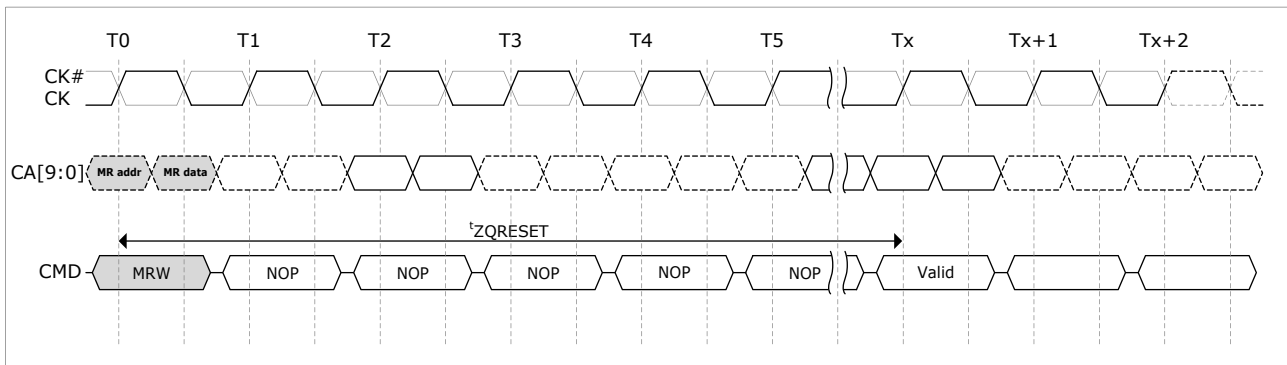 T0 T1 T2 T3 T4 T5 Tx Tx+1 Tx+2
CK#
CK
CA[9:0] MR addr MR data
tZQRESET
CMD MRW NOP NOP NOP NOP NOP Valid